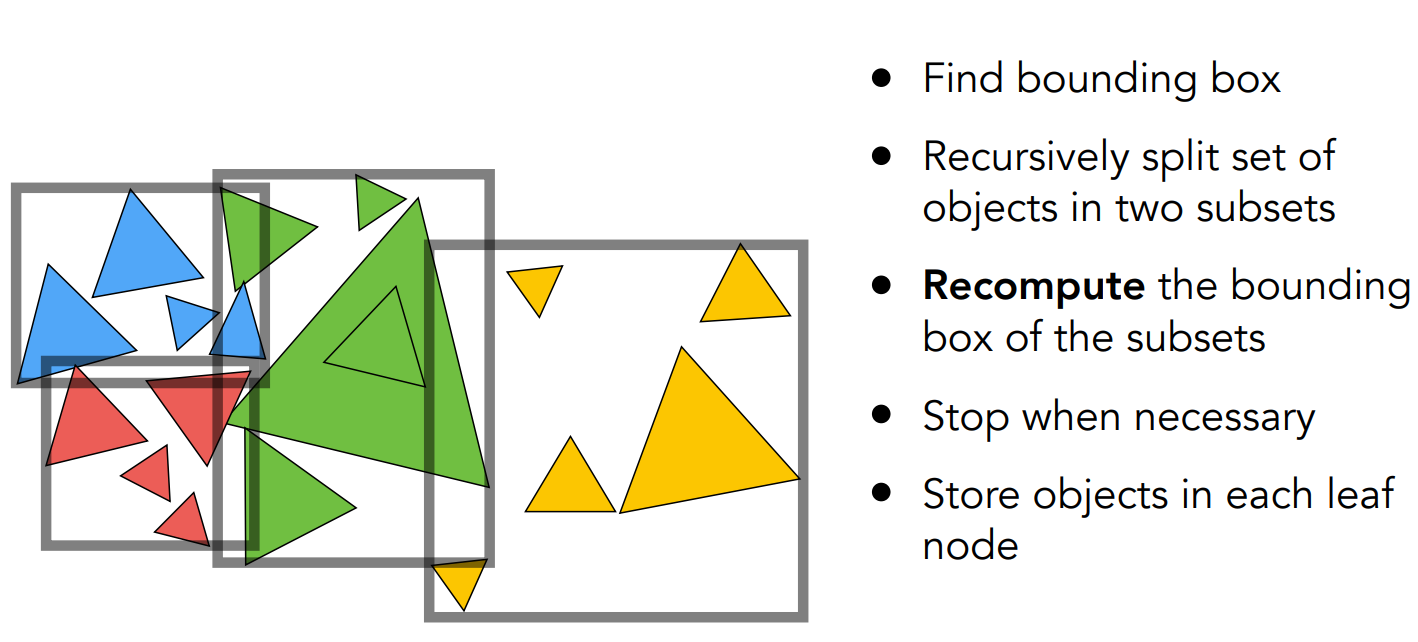 ● Find bounding box
● Recursively split set of
objects in two subsets
● Recompute the bounding
box of the subsets
● Stop when necessary
● Store objects in each leaf
node